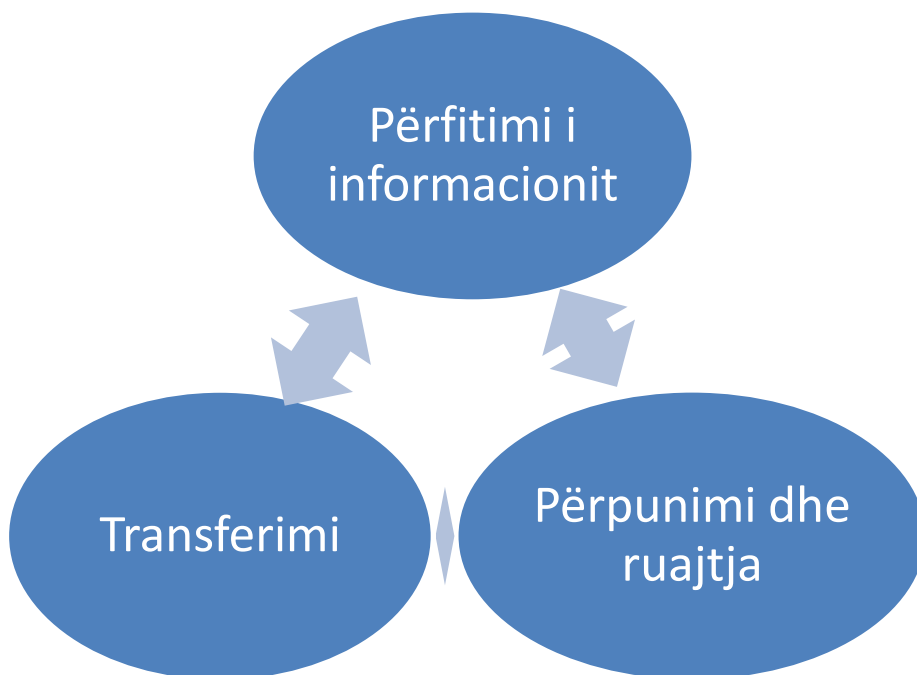 Përfitimi i
informacionit
Transferimi
Përpunimi dhe
ruajtja